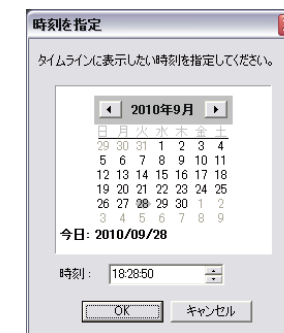 時刻を指定
タイムラインに表示したい時刻を指定してください。
2010年9月
日 月 火 水 木 金 土
29 30 31 1 2 3 4
5 6 7 8 9 10 11
12 13 14 15 16 17 18
19 20 21 22 23 24 25
26 27 28 29 30 1 2
3 4 5 6 7 8 9
今日: 2010/09/28
時刻 : 18:28:50
OK キャンセル